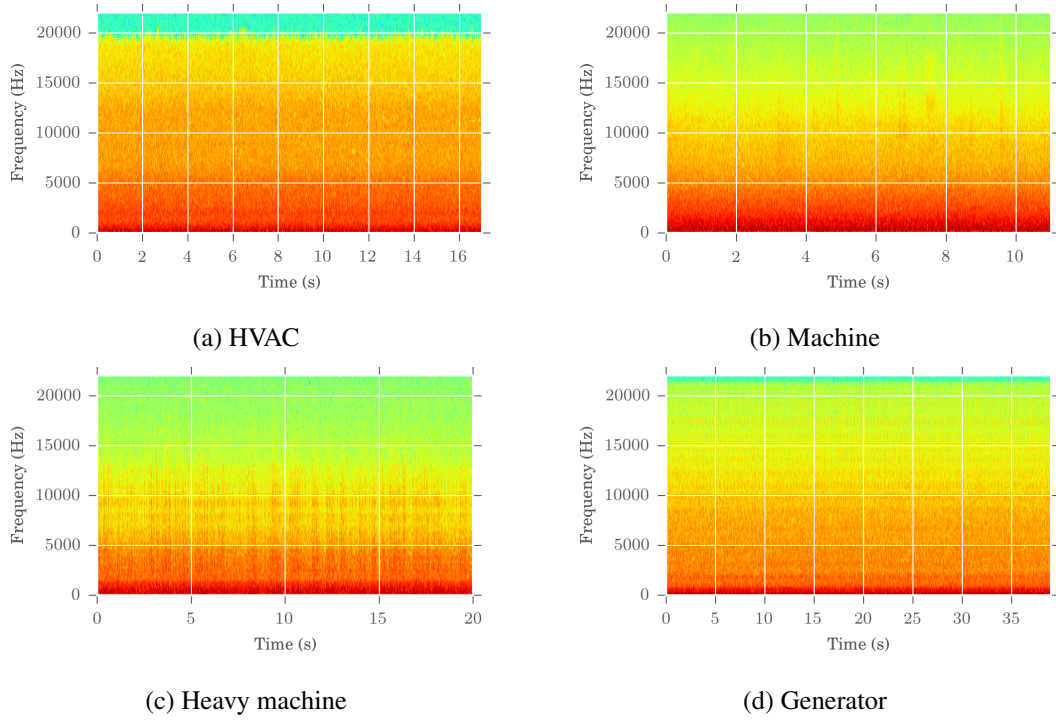 20000
15000
10000
5000
0
Frequency (Hz)
0 2 4 6 8 10 12 14 16
Time (s)
(a) HVAC
20000
15000
10000
5000
0
Frequency (Hz)
0 2 4 6 8 10
Time (s)
(b) Machine
20000
15000
10000
5000
0
Frequency (Hz)
0 5 10 15 20
Time (s)
(c) Heavy machine
20000
15000
10000
5000
0
Frequency (Hz)
0 5 10 15 20 25 30 35
Time (s)
(d) Generator